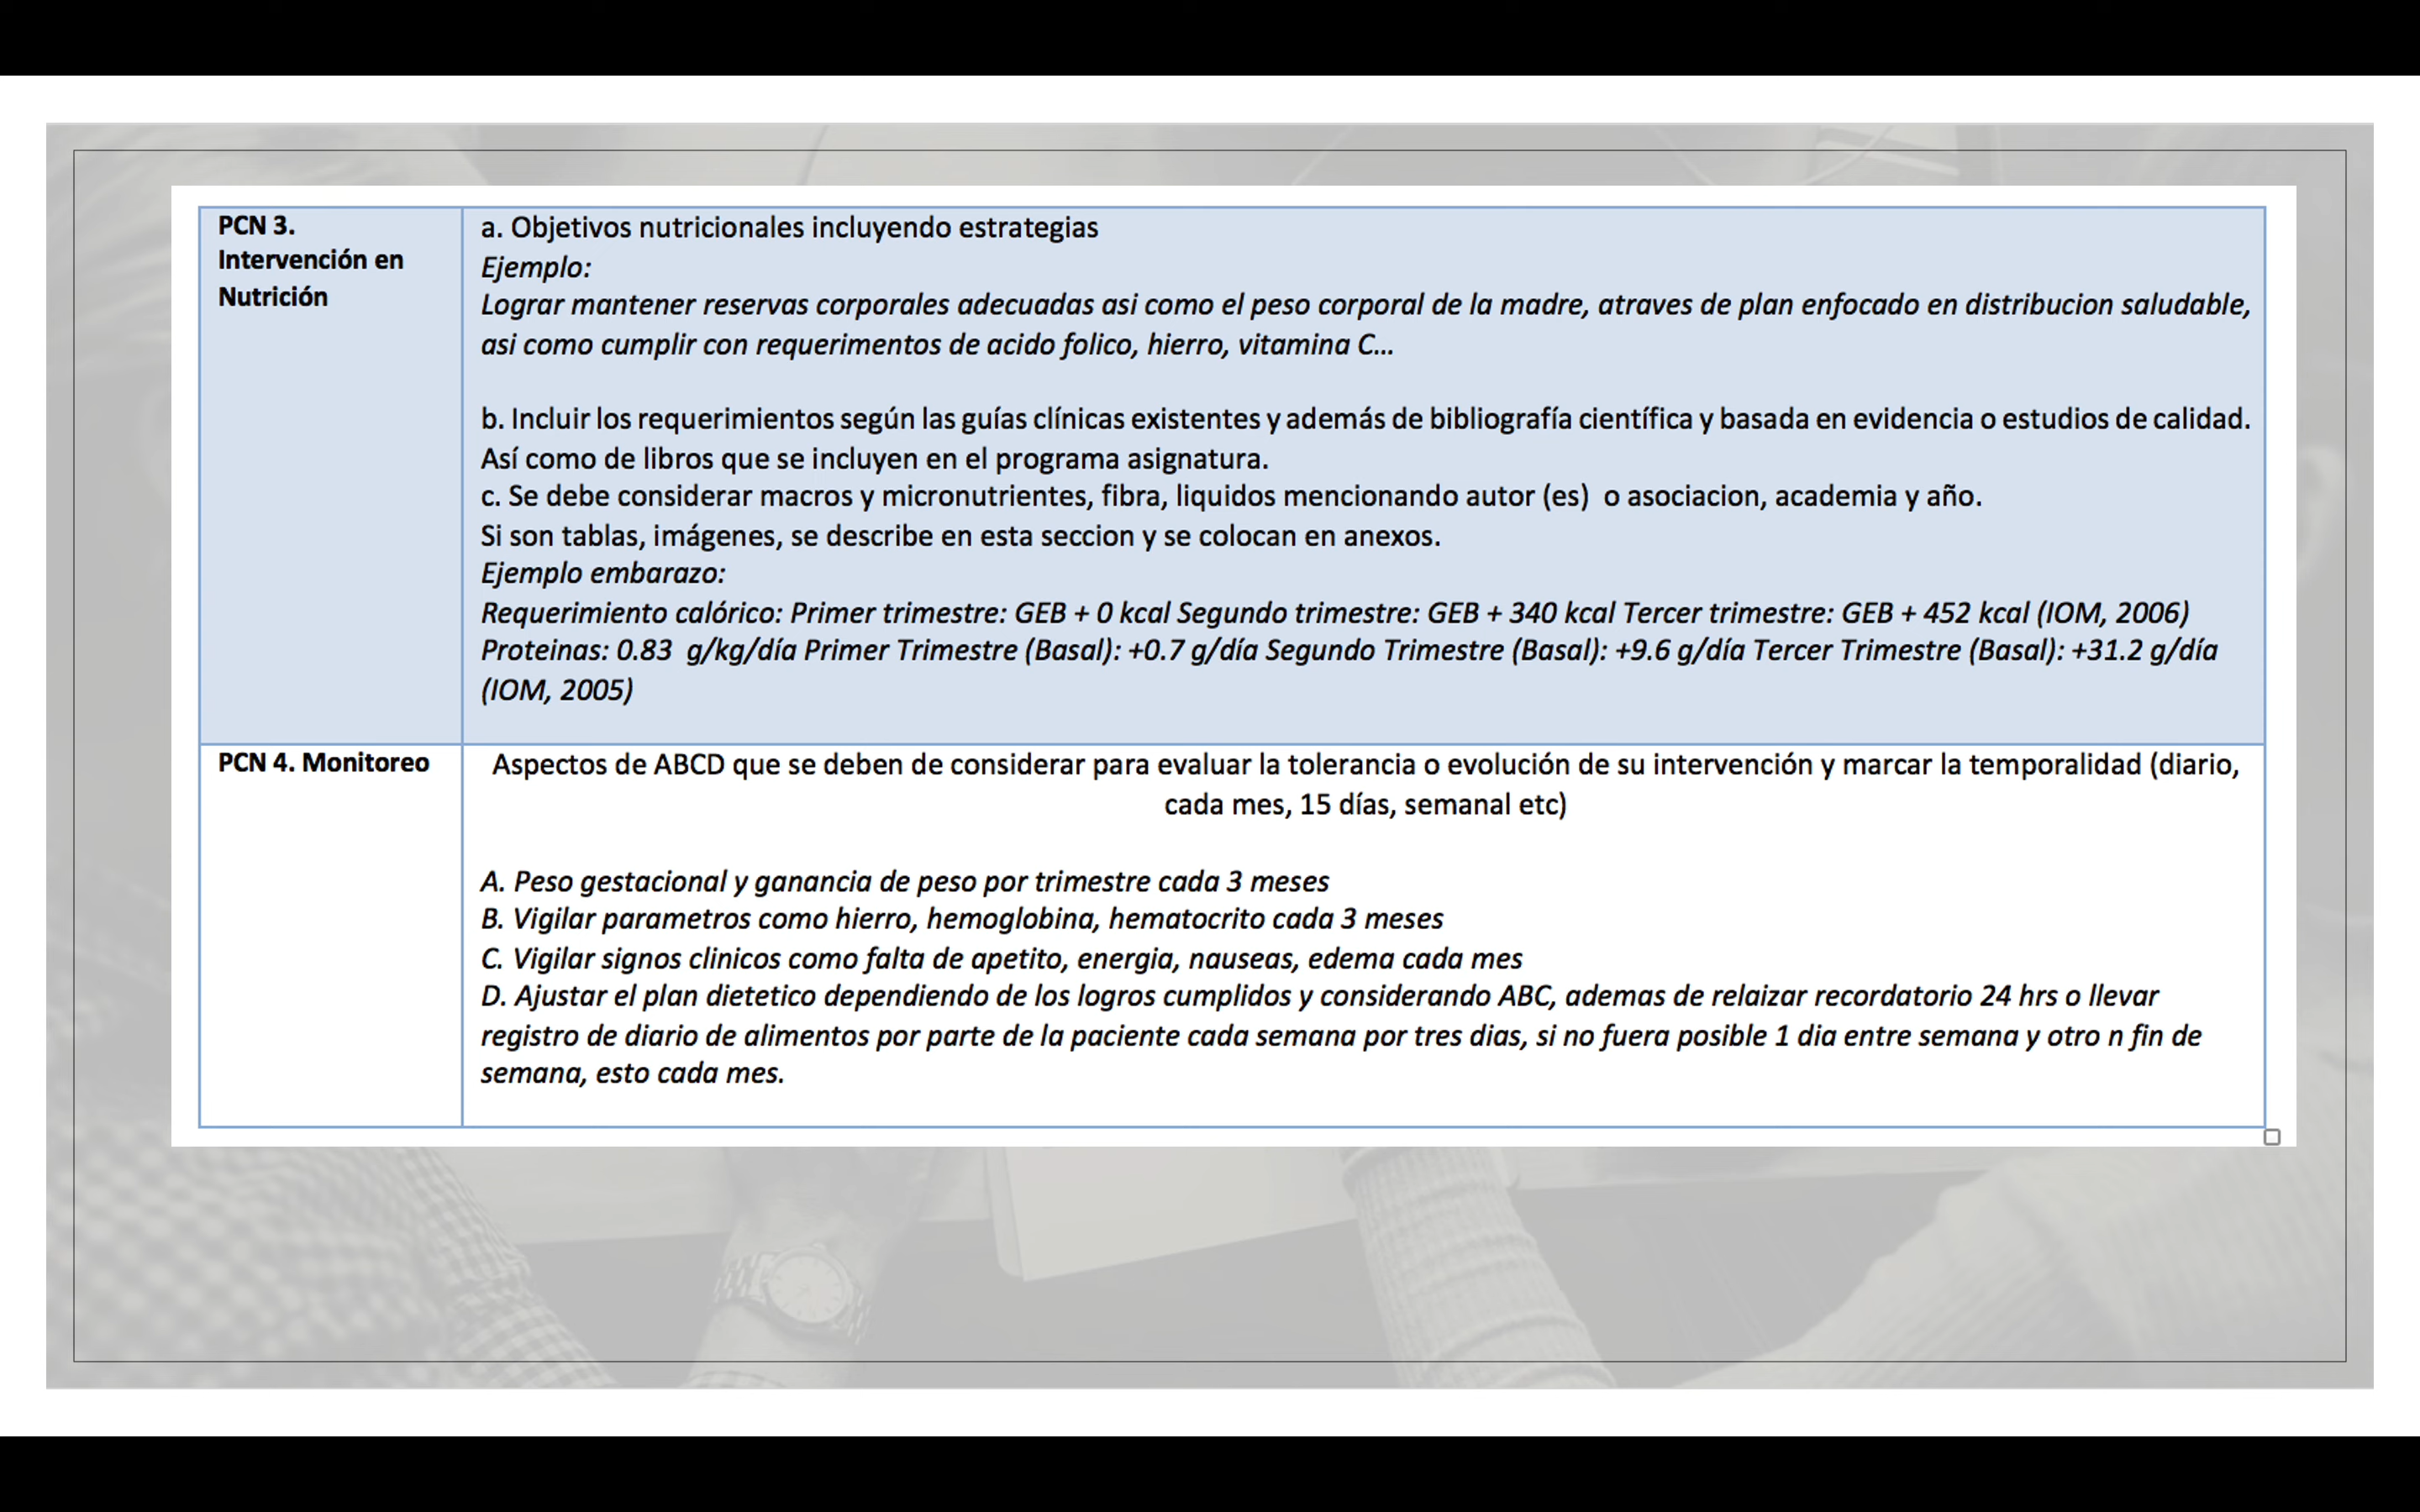 PCN 3.
Intervención en
Nutrición
a. Objetivos nutricionales incluyendo estrategias
Ejemplo:
Lograr mantener reservas corporales adecuadas asi como el peso corporal de la madre, atraves de plan enfocado en distribucion saludable,
asi como cumplir con requerimentos de acido folico, hierro, vitamina C...
b. Incluir los requerimientos según las guías clínicas existentes y además de bibliografía científica y basada en evidencia o estudios de calidad.
Así como de libros que se incluyen en el programa asignatura.
c. Se debe considerar macros y micronutrientes, fibra, liquidos mencionando autor (es) o asociacion, academia y año.
Si son tablas, imágenes, se describe en esta seccion y se colocan en anexos.
Ejemplo embarazo:
Requerimiento calórico: Primer trimestre: GEB + 0 kcal Segundo trimestre: GEB + 340 kcal Tercer trimestre: GEB + 452 kcal (IOM, 2006)
Proteinas: 0.83 g/kg/día Primer Trimestre (Basal): +0.7 g/día Segundo Trimestre (Basal): +9.6 g/día Tercer Trimestre (Basal): +31.2 g/día
(IOM, 2005)
PCN 4. Monitoreo
Aspectos de ABCD que se deben de considerar para evaluar la tolerancia o evolución de su intervención y marcar la temporalidad (diario,
cada mes, 15 días, semanal etc)
A. Peso gestacional y ganancia de peso por trimestre cada 3 meses
B. Vigilar parametros como hierro, hemoglobina, hematocrito cada 3 meses
C. Vigilar signos clinicos como falta de apetito, energia, nauseas, edema cada mes
D. Ajustar el plan dietetico dependiendo de los logros cumplidos y considerando ABC, ademas de relaizar recordatorio 24 hrs o llevar
registro de diario de alimentos por parte de la paciente cada semana por tres dias, si no fuera posible 1 dia entre semana y otro n fin de
semana, esto cada mes.